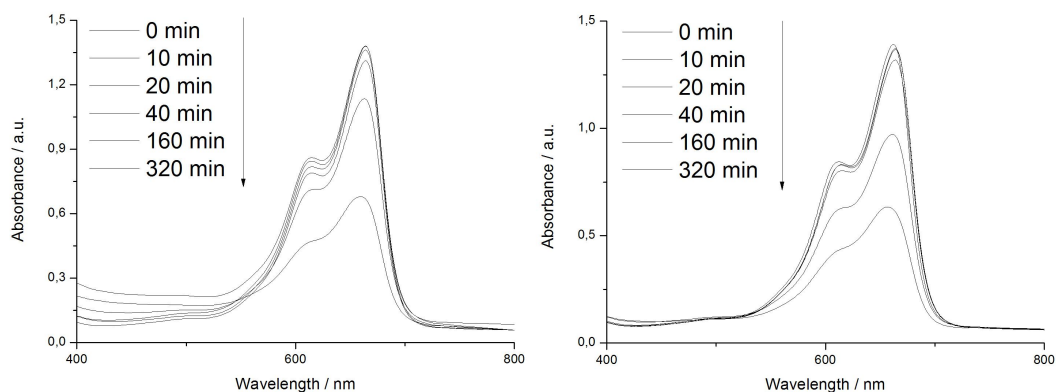 1,5
1,2
0,9
0,6
0,3
0,0
Absorbance / a.u.
0 min
10 min
20 min
40 min
160 min
320 min
400
600
800
Wavelength / nm
1,5
1,0
0,5
0,0
Absorbance / a.u.
0 min
10 min
20 min
40 min
160 min
320 min
400
600
800
Wavelength / nm